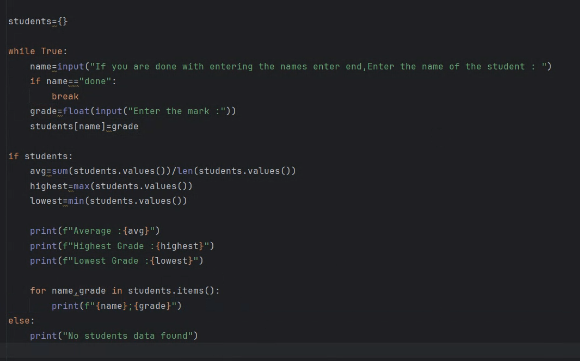 students={}
while True:
    name=input("If you are done with entering the names enter end,Enter the name of the student : ")
    if name=="done":
        break
    grade=float(input("Enter the mark :"))
    students[name]=grade
if students:
    avg=sum(students.values())/len(students.values())
    highest=max(students.values())
    lowest=min(students.values())
    print(f"Average :{avg}")
    print(f"Highest Grade :{highest}")
    print(f"Lowest Grade :{lowest}")
    for name,grade in students.items():
        print(f"{name};{grade}")
else:
    print("No students data found")